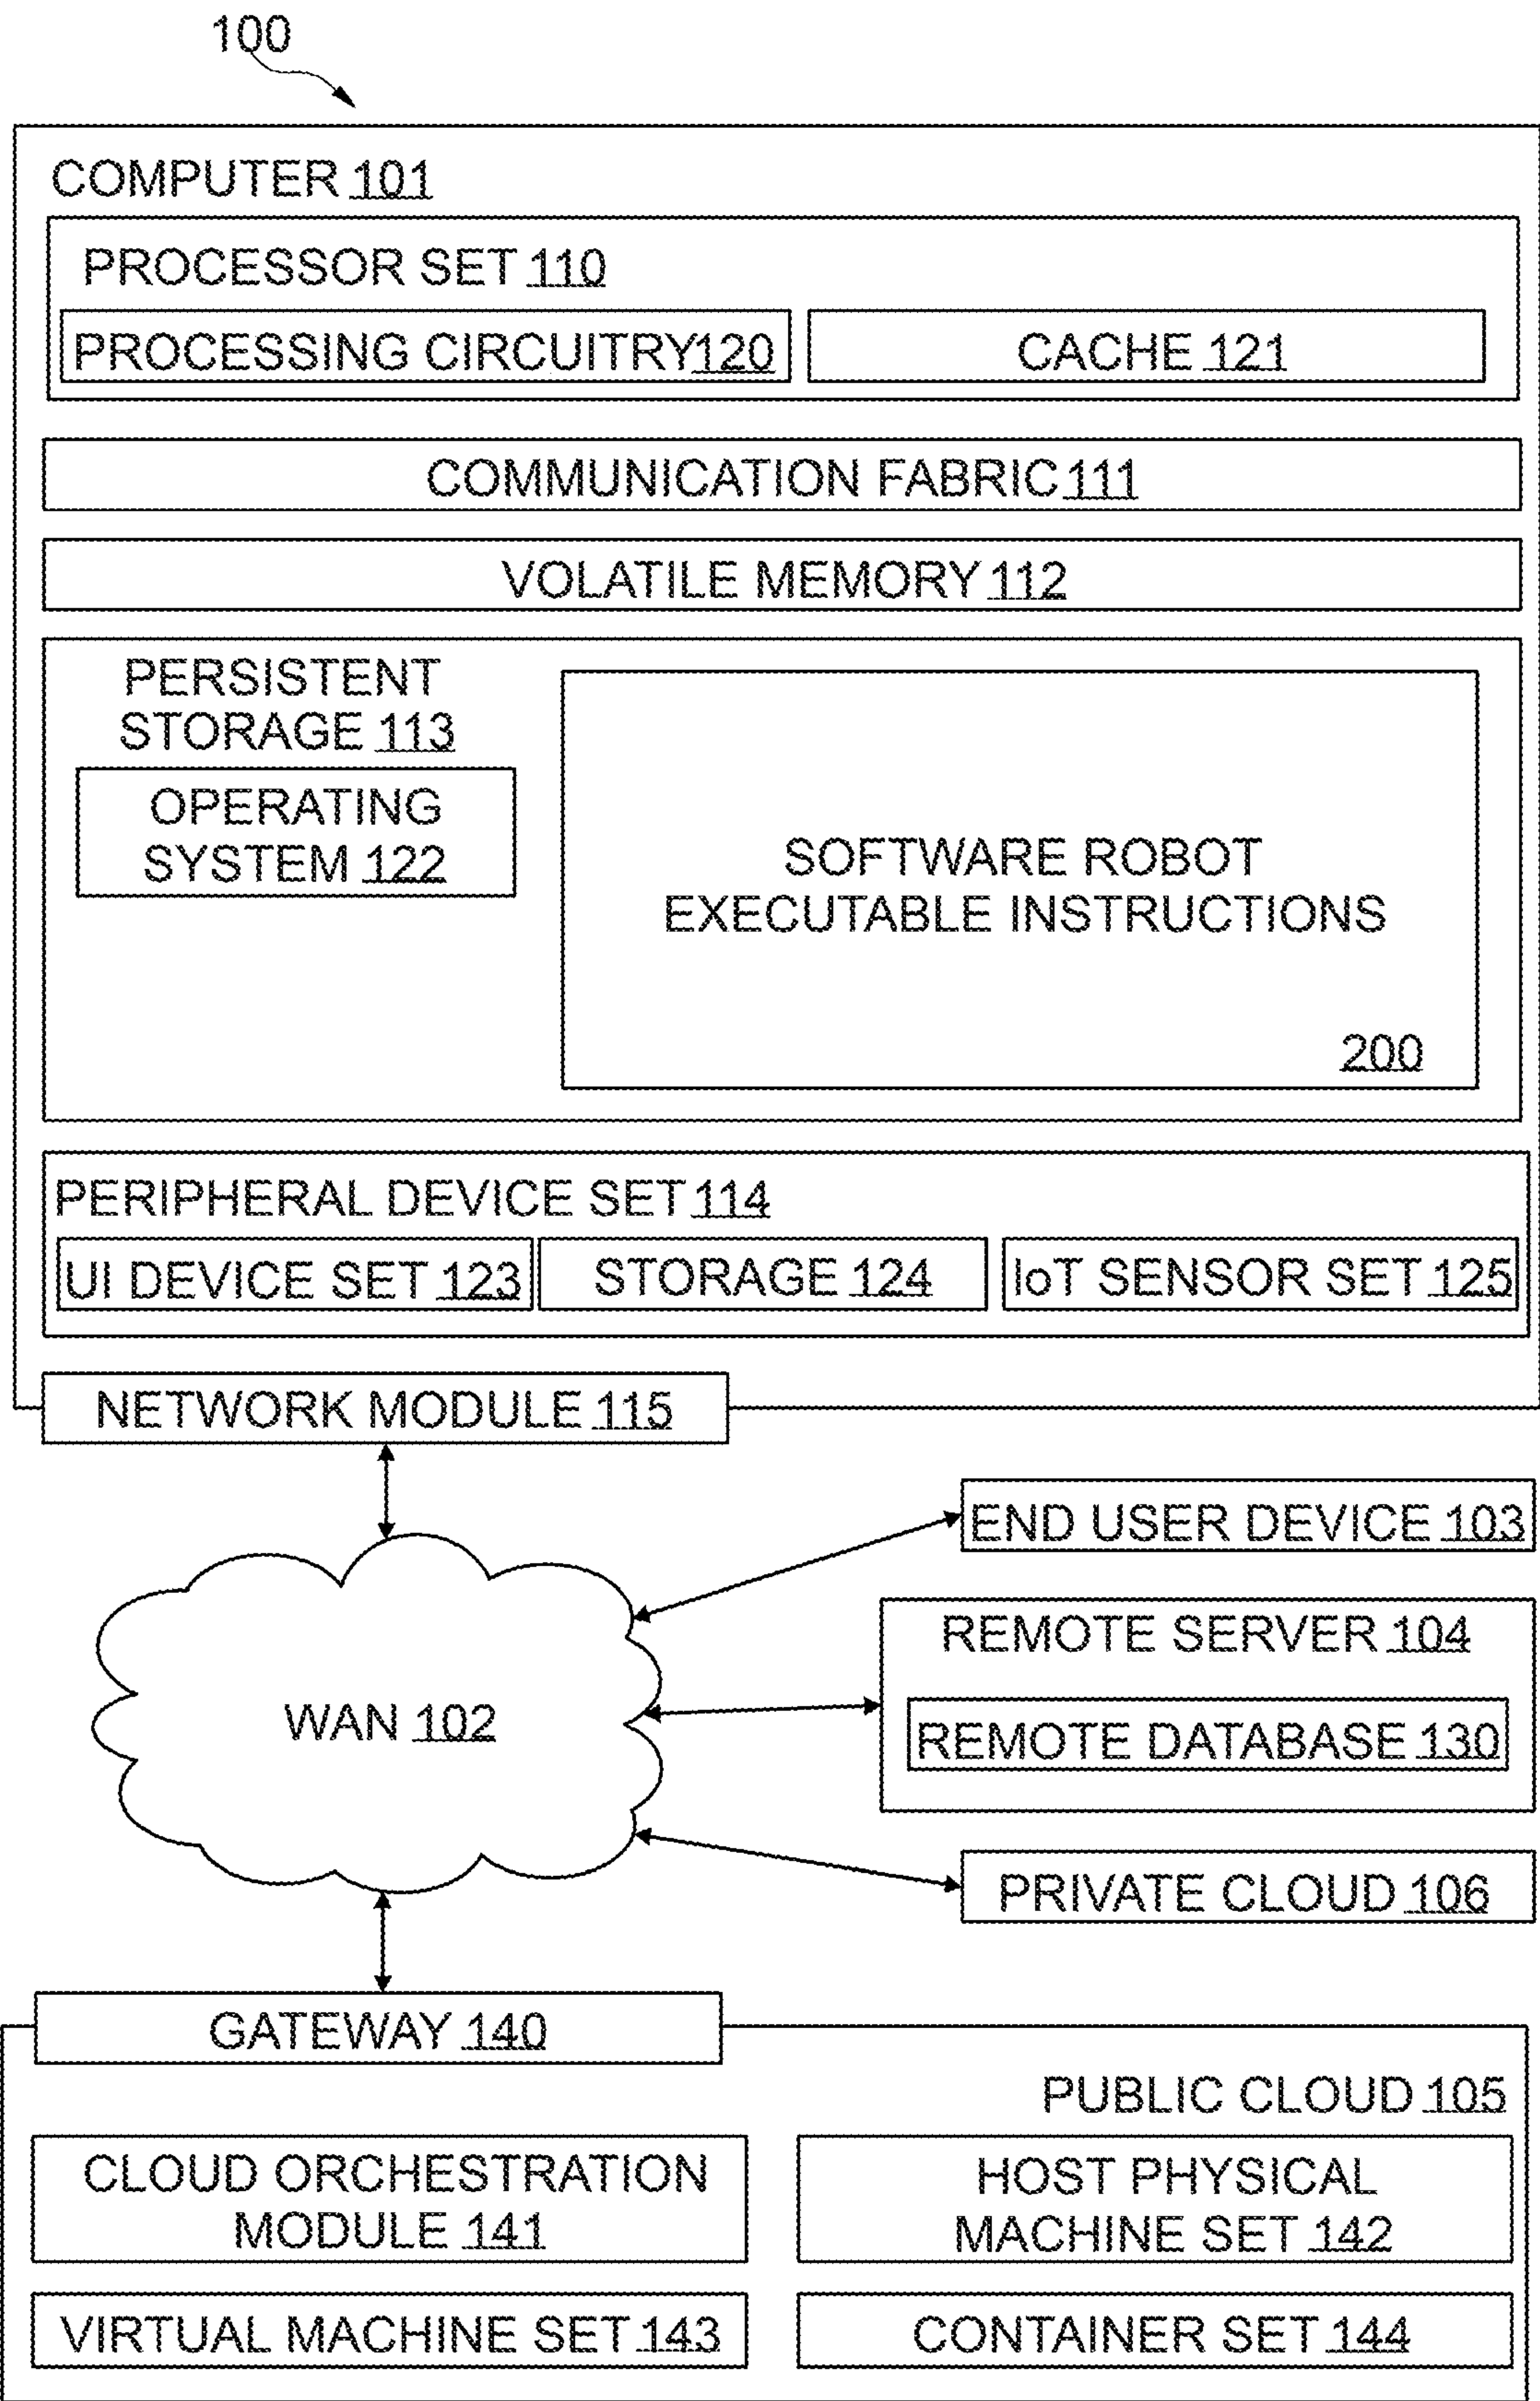 100
COMPUTER 101
PROCESSOR SET 110
PROCESSING CIRCUITRY 120
CACHE 121
COMMUNICATION FABRIC 111
VOLATILE MEMORY 112
PERSISTENT
STORAGE 113
OPERATING
SYSTEM 122
SOFTWARE ROBOT
EXECUTABLE INSTRUCTIONS
200
PERIPHERAL DEVICE SET 114
UI DEVICE SET 123
STORAGE 124
IoT SENSOR SET 125
NETWORK MODULE 115
END USER DEVICE 103
REMOTE SERVER 104
WAN 102
REMOTE DATABASE 130
PRIVATE CLOUD 106
GATEWAY 140
PUBLIC CLOUD 105
CLOUD ORCHESTRATION
MODULE 141
HOST PHYSICAL
MACHINE SET 142
VIRTUAL MACHINE SET 143
CONTAINER SET 144